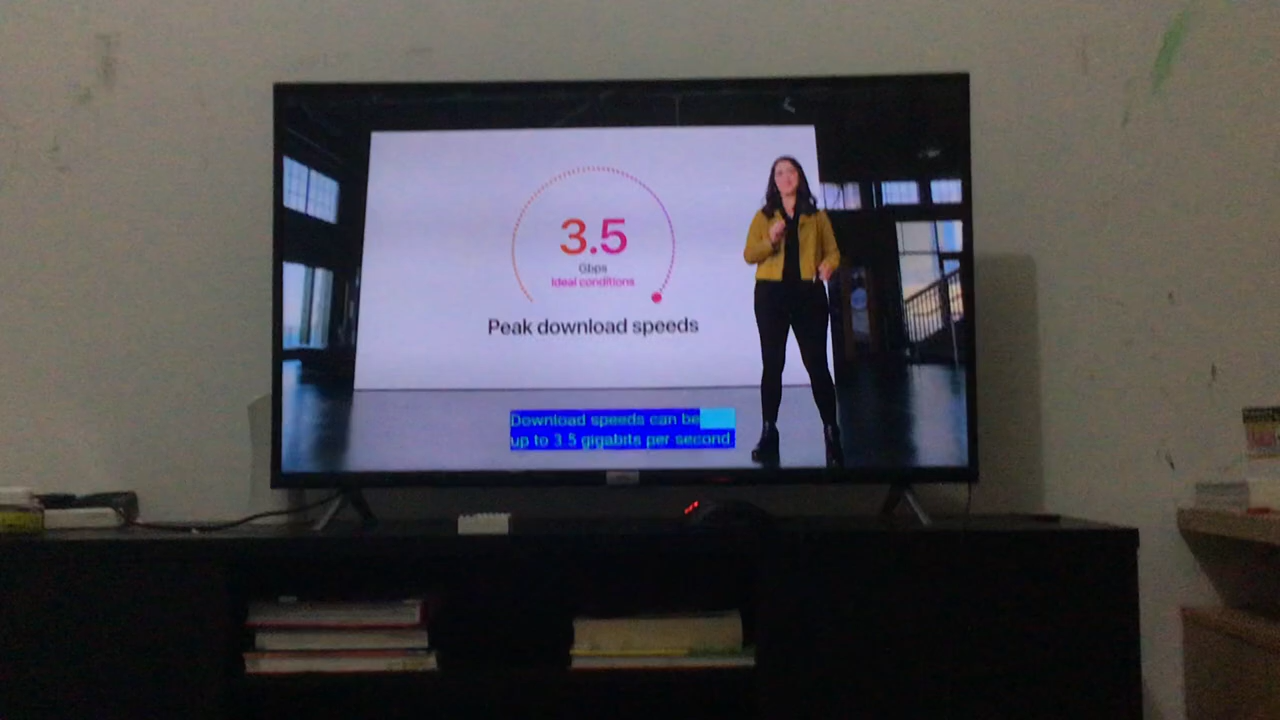 3.5
Gbps
Ideal conditions
Peak download speeds
Download speeds can be
up to 3.5 gigabits per second